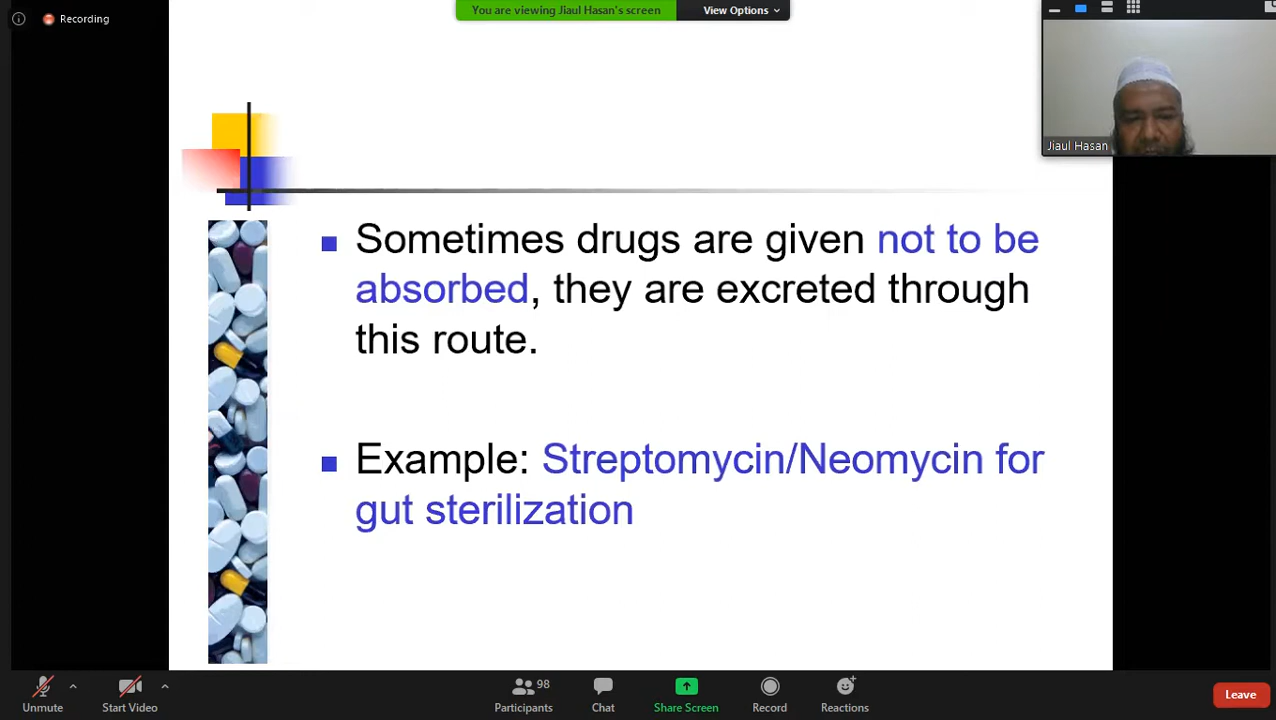 Recording
You are viewing Jiaul Hasan's screen
View Options
Jiaul Hasan
Sometimes drugs are given not to be
absorbed, they are excreted through
this route.
Example: Streptomycin/Neomycin for
gut sterilization
Unmute
Start Video
98
Participants
Chat
Share Screen
Record
Reactions
Leave